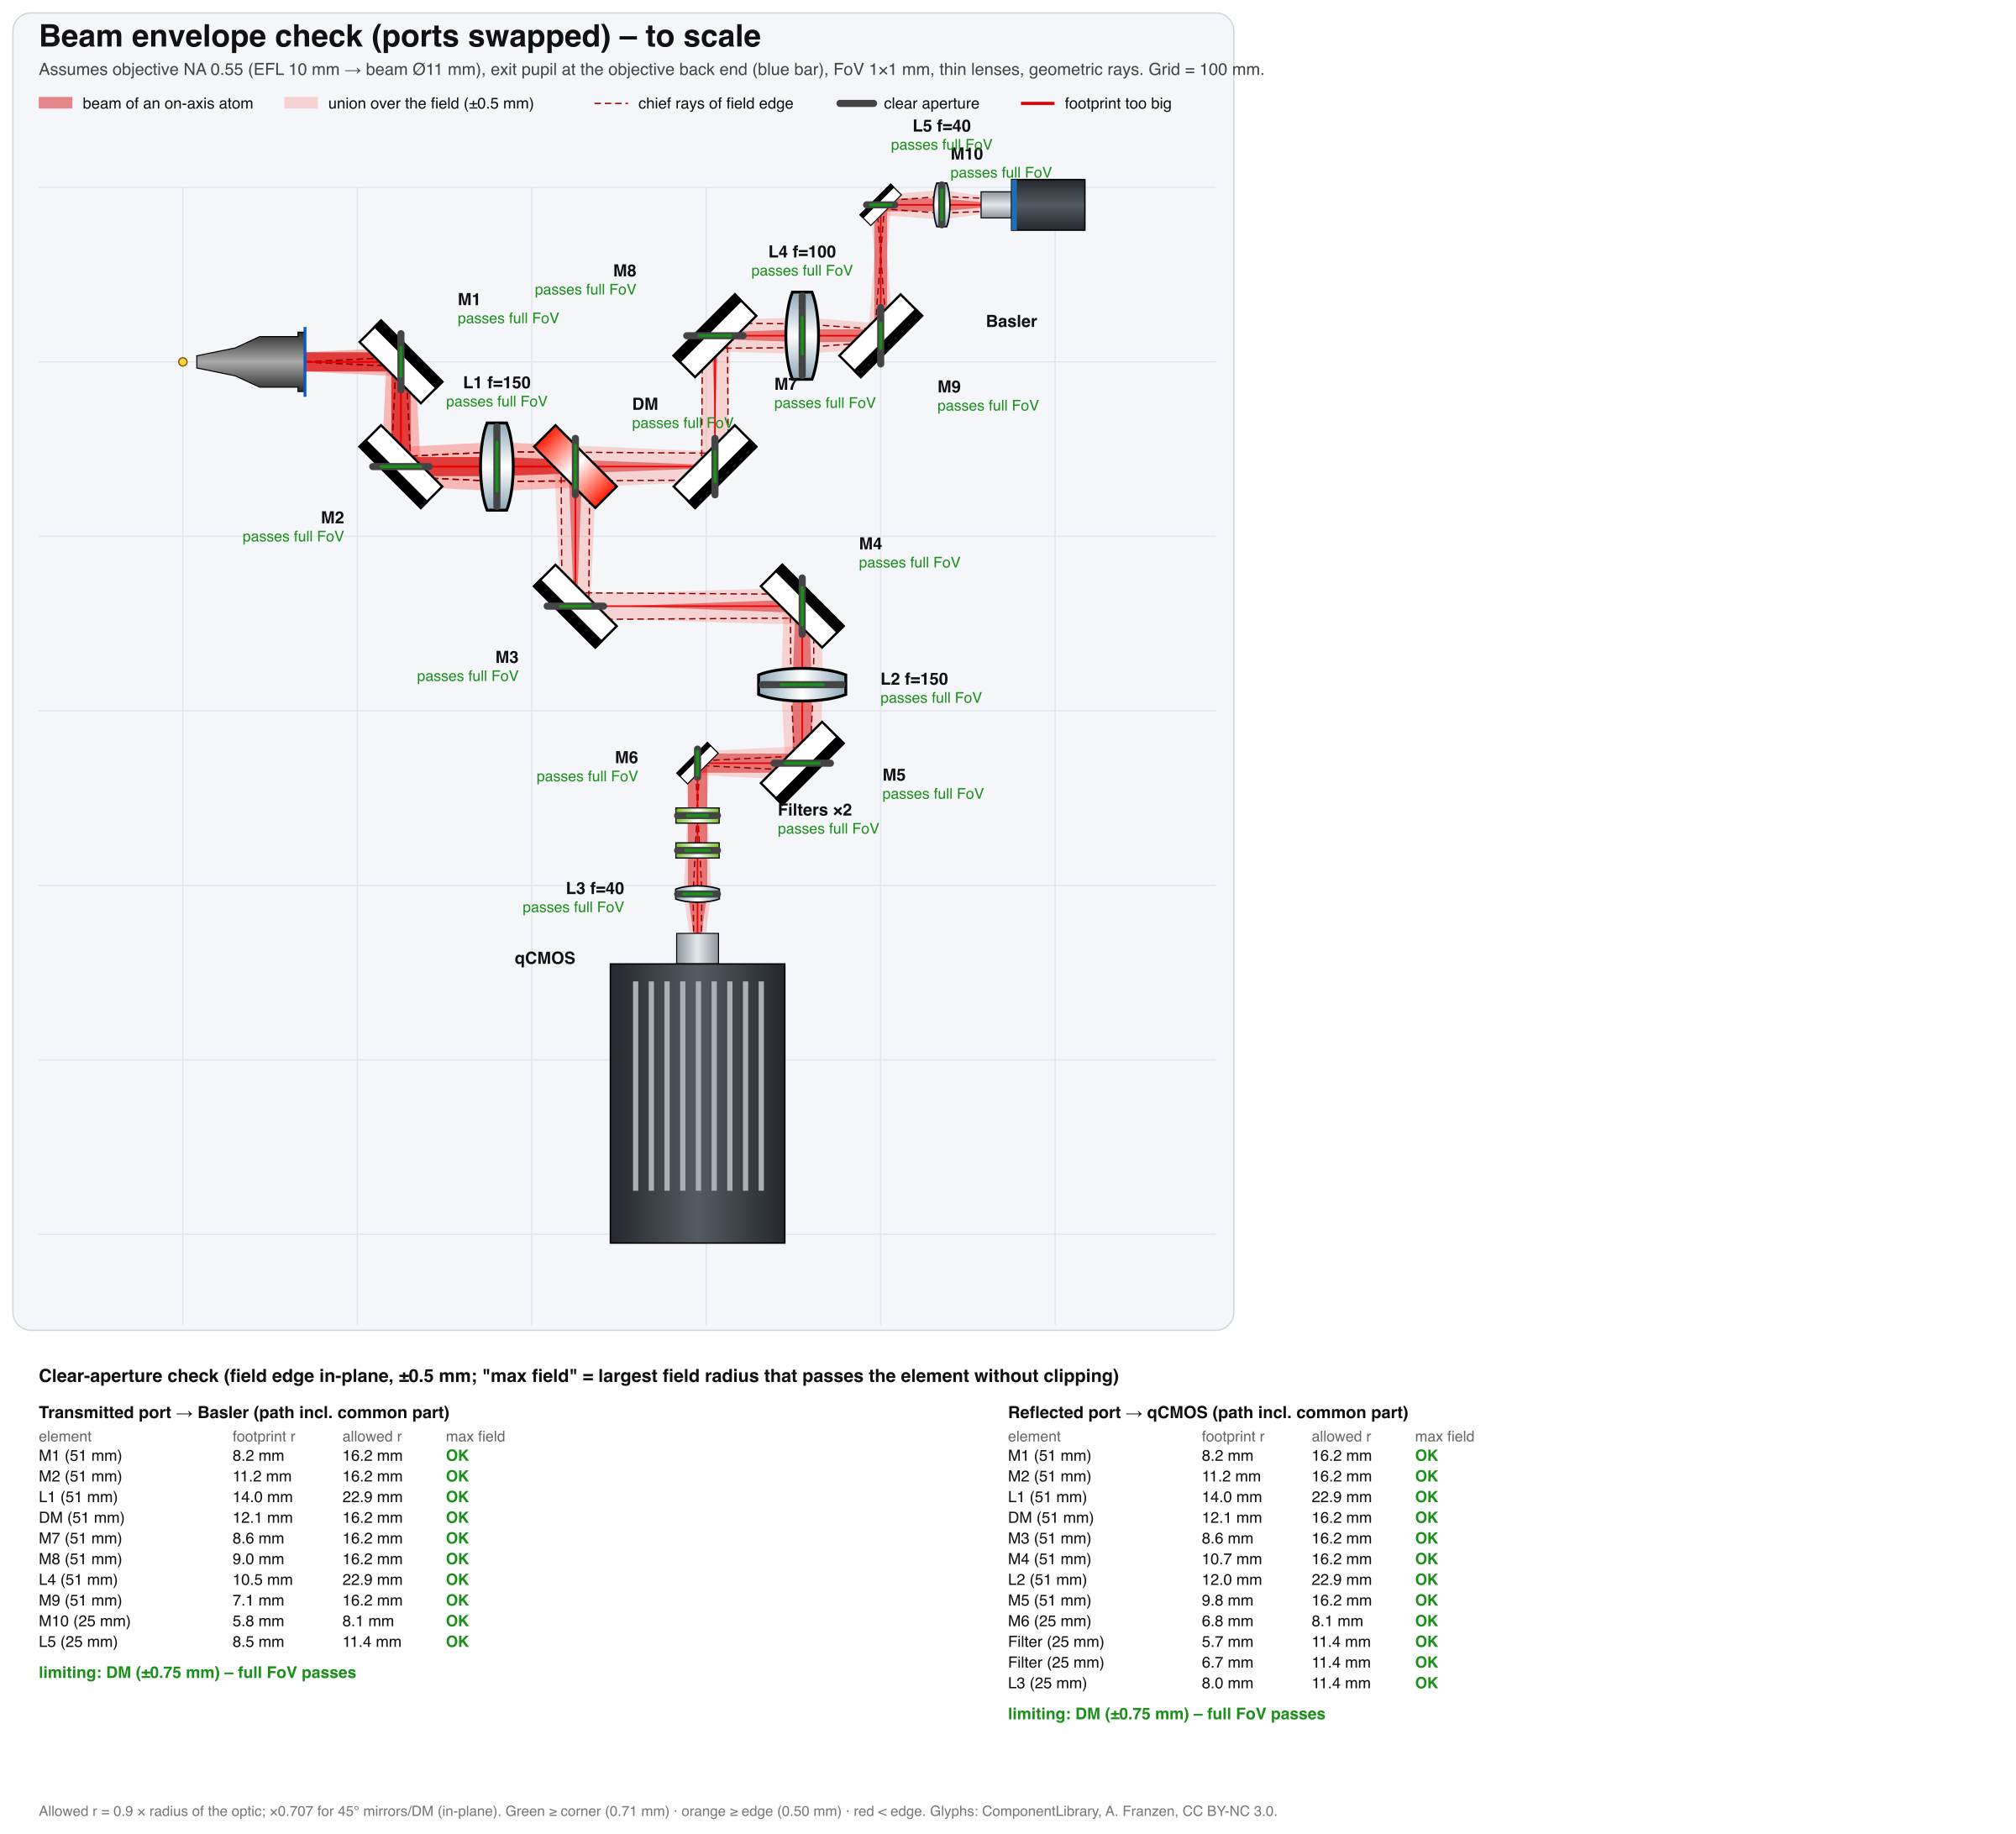 Beam envelope check (ports swapped) – to scale
Assumes objective NA 0.55 (EFL 10 mm → beam Ø11 mm), exit pupil at the objective back end (blue bar), FoV 1×1 mm, thin lenses, geometric rays. Grid = 100 mm.
beam of an on-axis atom
union over the field (±0.5 mm)
chief rays of field edge
clear aperture
footprint too big
L5 f=40
passes full FoV
M10
passes full FoV
L4 f=100
passes full FoV
M8
passes full FoV
M1
passes full FoV
Basler
L1 f=150
passes full FoV
M7
passes full FoV
M9
passes full FoV
DM
passes full FoV
M2
passes full FoV
M4
passes full FoV
M3
passes full FoV
L2 f=150
passes full FoV
M6
passes full FoV
M5
passes full FoV
Filters ×2
passes full FoV
L3 f=40
passes full FoV
qCMOS
Clear-aperture check (field edge in-plane, ±0.5 mm; "max field" = largest field radius that passes the element without clipping)
Transmitted port → Basler (path incl. common part)
element footprint r allowed r max field
M1 (51 mm) 8.2 mm 16.2 mm OK
M2 (51 mm) 11.2 mm 16.2 mm OK
L1 (51 mm) 14.0 mm 22.9 mm OK
DM (51 mm) 12.1 mm 16.2 mm OK
M7 (51 mm) 8.6 mm 16.2 mm OK
M8 (51 mm) 9.0 mm 16.2 mm OK
L4 (51 mm) 10.5 mm 22.9 mm OK
M9 (51 mm) 7.1 mm 16.2 mm OK
M10 (25 mm) 5.8 mm 8.1 mm OK
L5 (25 mm) 8.5 mm 11.4 mm OK
limiting: DM (±0.75 mm) – full FoV passes
Reflected port → qCMOS (path incl. common part)
element footprint r allowed r max field
M1 (51 mm) 8.2 mm 16.2 mm OK
M2 (51 mm) 11.2 mm 16.2 mm OK
L1 (51 mm) 14.0 mm 22.9 mm OK
DM (51 mm) 12.1 mm 16.2 mm OK
M3 (51 mm) 8.6 mm 16.2 mm OK
M4 (51 mm) 10.7 mm 16.2 mm OK
L2 (51 mm) 12.0 mm 22.9 mm OK
M5 (51 mm) 9.8 mm 16.2 mm OK
M6 (25 mm) 6.8 mm 8.1 mm OK
Filter (25 mm) 5.7 mm 11.4 mm OK
Filter (25 mm) 6.7 mm 11.4 mm OK
L3 (25 mm) 8.0 mm 11.4 mm OK
limiting: DM (±0.75 mm) – full FoV passes
Allowed r = 0.9 × radius of the optic; ×0.707 for 45° mirrors/DM (in-plane). Green ≥ corner (0.71 mm) · orange ≥ edge (0.50 mm) · red < edge. Glyphs: ComponentLibrary, A. Franzen, CC BY-NC 3.0.